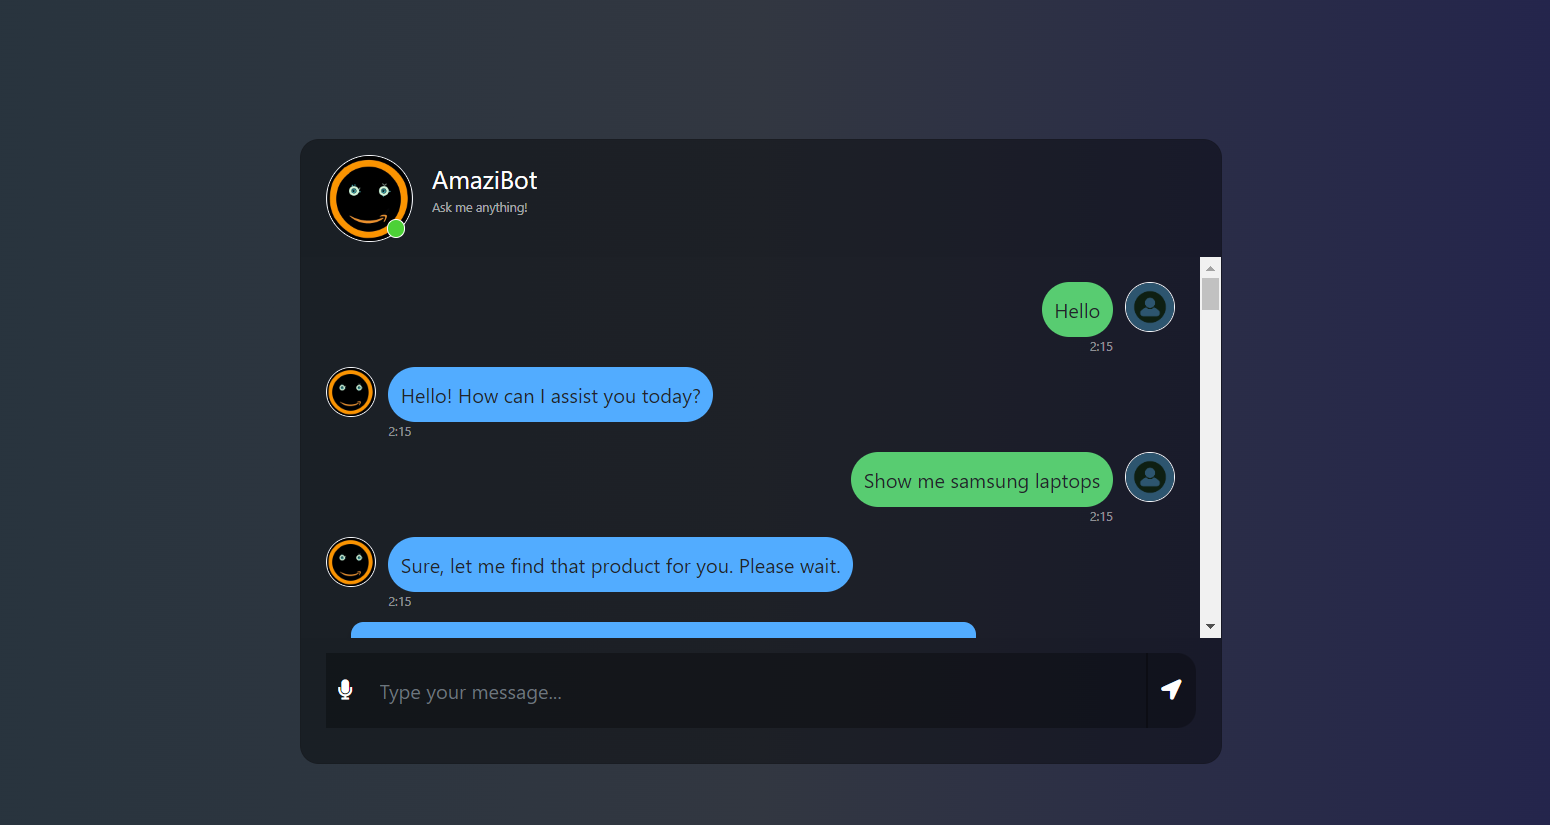 AmaziBot
Ask me anything!
Hello
2:15
Hello! How can I assist you today?
2:15
Show me samsung laptops
2:15
Sure, let me find that product for you. Please wait.
2:15
Type your message...